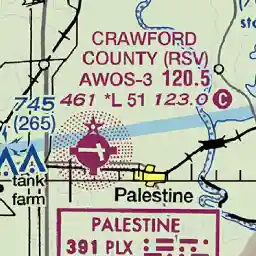 CRAWFORD
COUNTY (RSV)
AWOS-3 120.5
461 *L 51 123.0 C
745
(265)
tank
farm
Palestine
PALESTINE
391 PLX